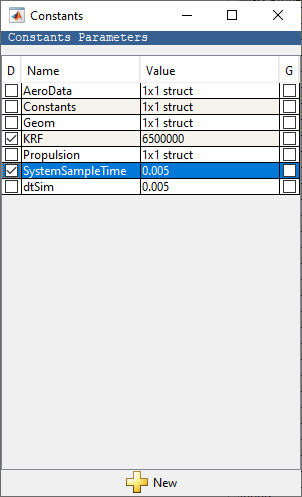 Constants
Constants Parameters
D Name Value G
AeroData 1x1 struct
Constants 1x1 struct
Geom 1x1 struct
KRF 6500000
Propulsion 1x1 struct
SystemSampleTime 0.005
dtSim 0.005
New